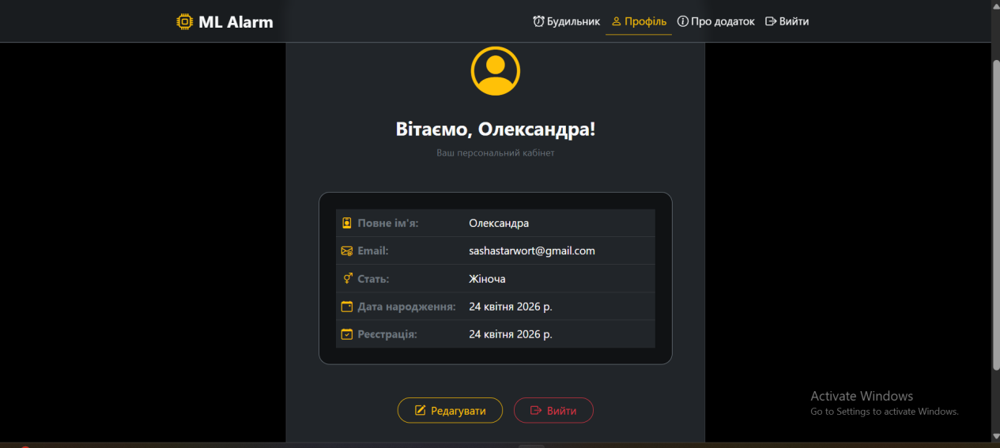 ML Alarm
Будильник Профіль Про додаток Вийти
Вітаємо, Олександра!
Ваш персональний кабінет
Повне ім'я: Олександра
Email: sashastarwort@gmail.com
Стать: Жіноча
Дата народження: 24 квітня 2026 р.
Реєстрація: 24 квітня 2026 р.
Редагувати Вийти
Activate Windows
Go to Settings to activate Windows.